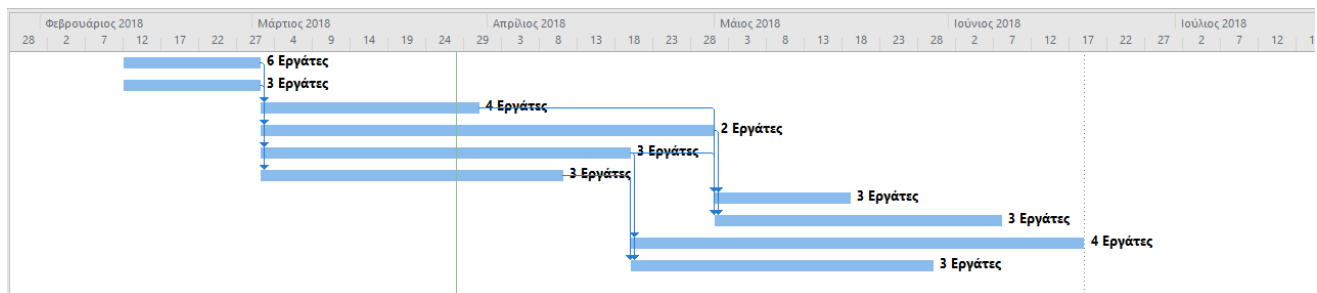 Φεβρουάριος 2018 Μάρτιος 2018 Απρίλιος 2018 Μάιος 2018 Ιούνιος 2018 Ιούλιος 2018
28 2 7 12 17 22 27 4 9 14 19 24 29 3 8 13 18 23 28 3 8 13 18 23 28 2 7 12 17 22 27 2 7 12 1
6 Εργάτες
3 Εργάτες
4 Εργάτες
2 Εργάτες
3 Εργάτες
3 Εργάτες
3 Εργάτες
3 Εργάτες
4 Εργάτες
3 Εργάτες